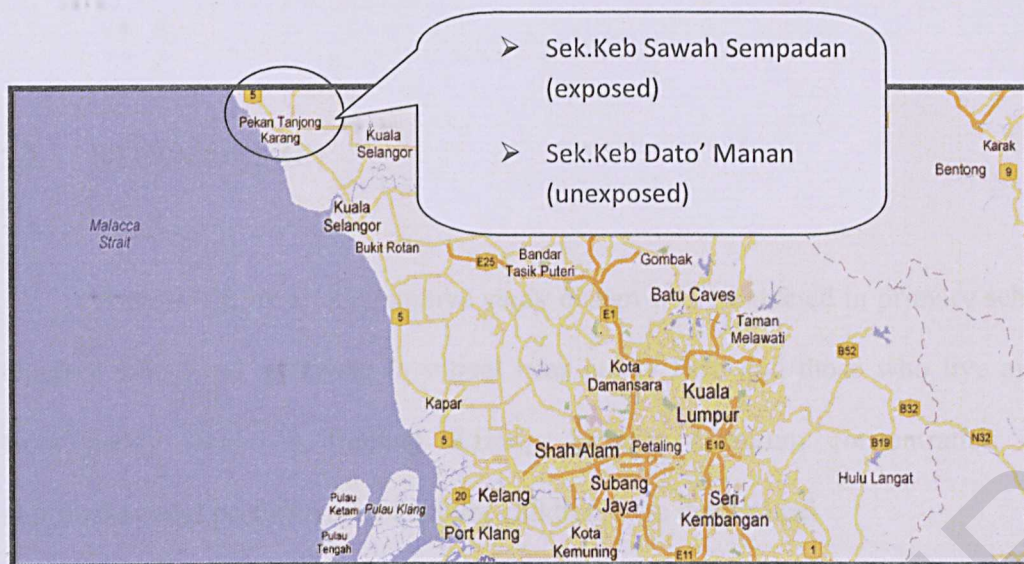 ➤ Sek.Keb Sawah Sempadan
(exposed)
➤ Sek.Keb Dato’ Manan
(unexposed)
5
Pekan Tanjong
Karang
Kuala
Selangor
Karak
Bentong
9
Malacca
Strait
Kuala
Selangor
Bukit Rotan
E25
Bandar
Tasik Puteri
Gombak
Batu Caves
5
E1
Taman
Melawati
B52
Kota
Damansara
Kuala
Lumpur
Kapar
B32
5
Shah Alam
Petaling
E10
B19
N32
Hulu Langat
20
Kelang
Subang
Jaya
Seri
Kembangan
Pulau
Ketam
Pulau Klang
Pulau
Tengah
Port Klang
Kota
Kemuning
E11
1